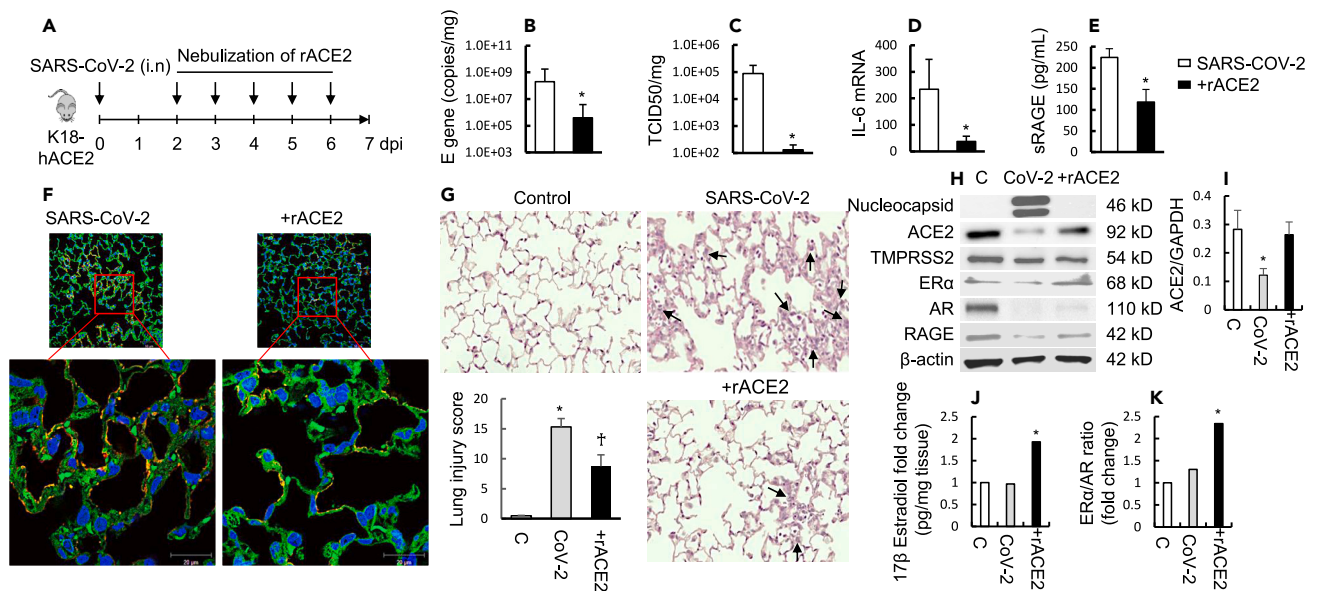 A
Nebulization of rACE2
SARS-CoV-2 (i.n)
K18-
hACE2
0 1 2 3 4 5 6 7 dpi
B
E gene (copies/mg)
1.0E+11
1.0E+09
1.0E+07
1.0E+05
1.0E+03
*
C
TCID50/mg
1.0E+06
1.0E+05
1.0E+04
1.0E+03
1.0E+02
*
D
IL-6 mRNA
400
300
200
100
0
*
E
sRAGE (pg/mL)
250
200
150
100
50
0
*
SARS-COV-2
+rACE2
F
SARS-CoV-2
+rACE2
20 µm
20 µm
G
Control
SARS-CoV-2
+rACE2
Lung injury score
20
15
10
5
0
*
†
C
CoV-2
+rACE2
H
C CoV-2 +rACE2
Nucleocapsid 46 kD
ACE2 92 kD
TMPRSS2 54 kD
ERα 68 kD
AR 110 kD
RAGE 42 kD
β-actin 42 kD
I
ACE2/GAPDH
0.4
0.3
0.2
0.1
0
*
C
CoV-2
+rACE2
J
17β Estradiol fold change
(pg/mg tissue)
2.5
2
1.5
1
0.5
0
*
C
CoV-2
+rACE2
K
ERα/AR ratio
(fold change)
2.5
2
1.5
1
0.5
0
*
C
CoV-2
+rACE2